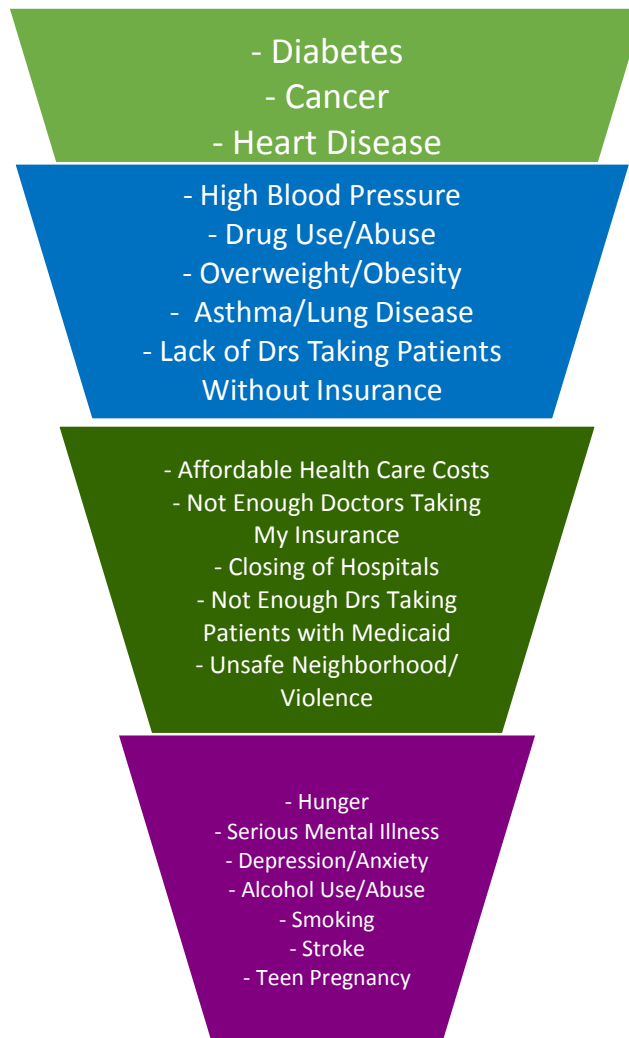 - Diabetes
- Cancer
- Heart Disease
- High Blood Pressure
- Drug Use/Abuse
- Overweight/Obesity
- Asthma/Lung Disease
- Lack of Drs Taking Patients
Without Insurance
- Affordable Health Care Costs
- Not Enough Doctors Taking
My Insurance
- Closing of Hospitals
- Not Enough Drs Taking
Patients with Medicaid
- Unsafe Neighborhood/
Violence
- Hunger
- Serious Mental Illness
- Depression/Anxiety
- Alcohol Use/Abuse
- Smoking
- Stroke
- Teen Pregnancy